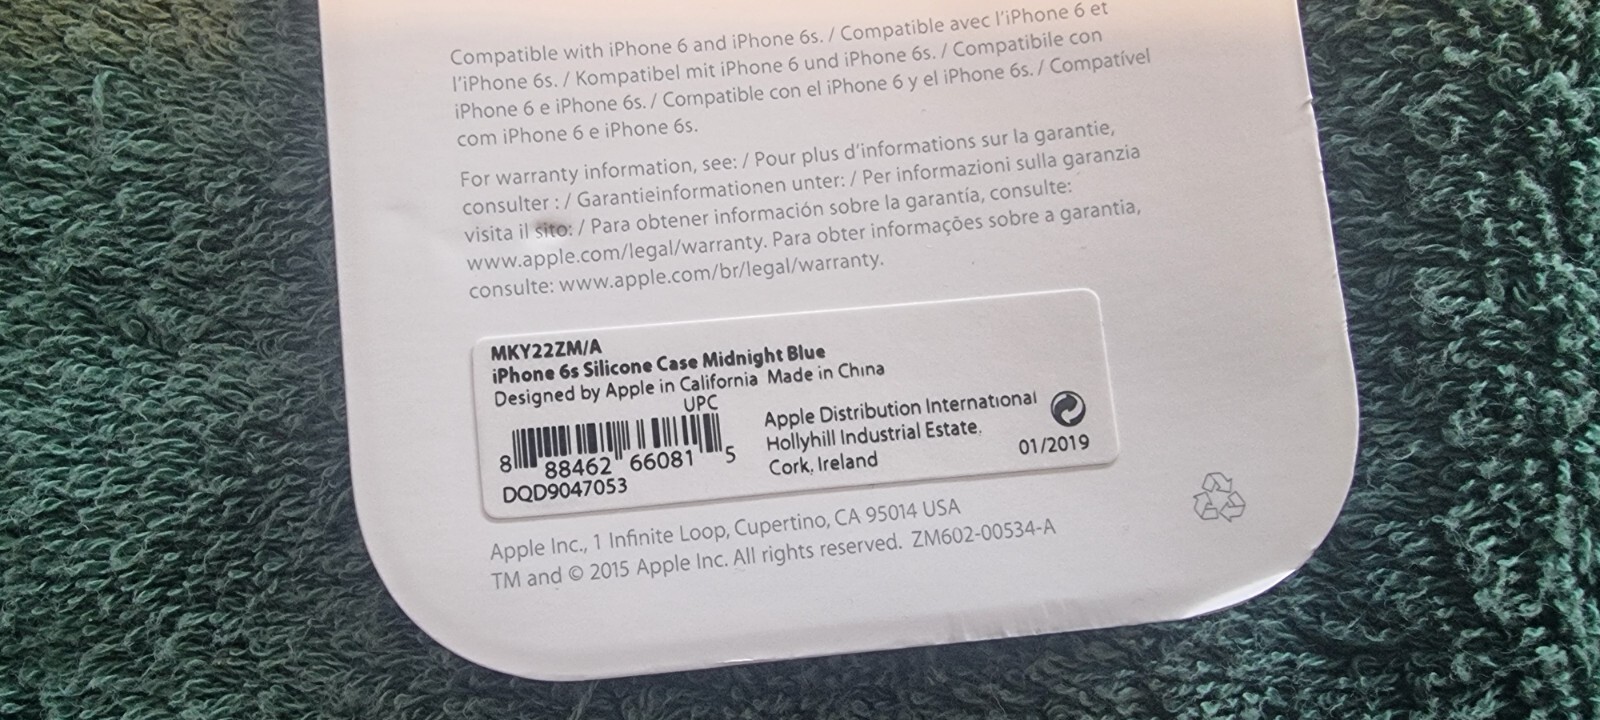 Compatible with iPhone 6 and iPhone 6s. / Compatible avec l'iPhone 6 et
l'iPhone 6s. / Kompatibel mit iPhone 6 und iPhone 6s. / Compatibile con
iPhone 6 e iPhone 6s. / Compatible con el iPhone 6 y el iPhone 6s. / Compatível
com iPhone 6 e iPhone 6s.
For warranty information, see: / Pour plus d'informations sur la garantie,
consulter : / Garantieinformationen unter: / Per informazioni sulla garanzia
visita il sito: / Para obtener información sobre la garantía, consulte:
www.apple.com/legal/warranty. Para obter informações sobre a garantia,
consulte: www.apple.com/br/legal/warranty.
MKY22ZM/A
iPhone 6s Silicone Case Midnight Blue
Designed by Apple in California Made in China
UPC
8 88462 66081 5
DQD9047053
Apple Distribution International
Hollyhill Industrial Estate,
Cork, Ireland
01/2019
Apple Inc., 1 Infinite Loop, Cupertino, CA 95014 USA
TM and © 2015 Apple Inc. All rights reserved. ZM602-00534-A